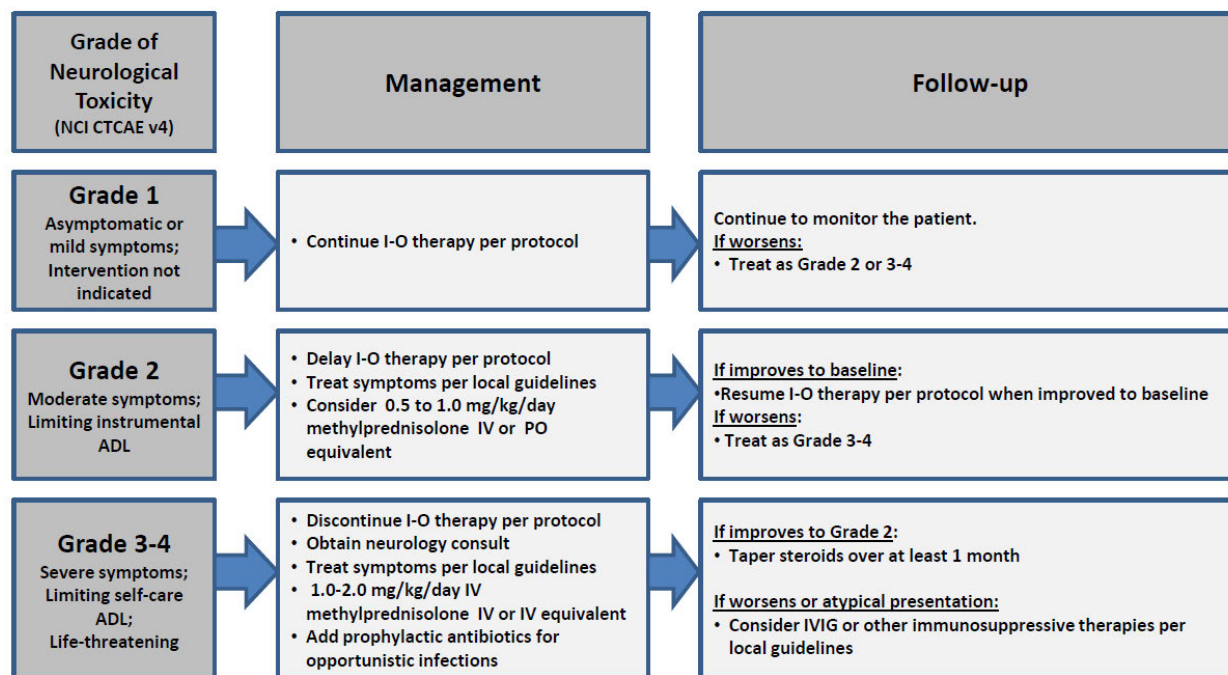 Grade of
Neurological
Toxicity
(NCI CTCAE v4)
Management
Follow-up
Grade 1
Asymptomatic or
mild symptoms;
Intervention not
indicated
• Continue I-O therapy per protocol
Continue to monitor the patient.
If worsens:
• Treat as Grade 2 or 3-4
Grade 2
Moderate symptoms;
Limiting instrumental
ADL
• Delay I-O therapy per protocol
• Treat symptoms per local guidelines
• Consider 0.5 to 1.0 mg/kg/day
methylprednisolone IV or PO
equivalent
If improves to baseline:
•Resume I-O therapy per protocol when improved to baseline
If worsens:
• Treat as Grade 3-4
Grade 3-4
Severe symptoms;
Limiting self-care
ADL;
Life-threatening
• Discontinue I-O therapy per protocol
• Obtain neurology consult
• Treat symptoms per local guidelines
• 1.0-2.0 mg/kg/day IV
methylprednisolone IV or IV equivalent
• Add prophylactic antibiotics for
opportunistic infections
If improves to Grade 2:
• Taper steroids over at least 1 month
If worsens or atypical presentation:
• Consider IVIG or other immunosuppressive therapies per
local guidelines